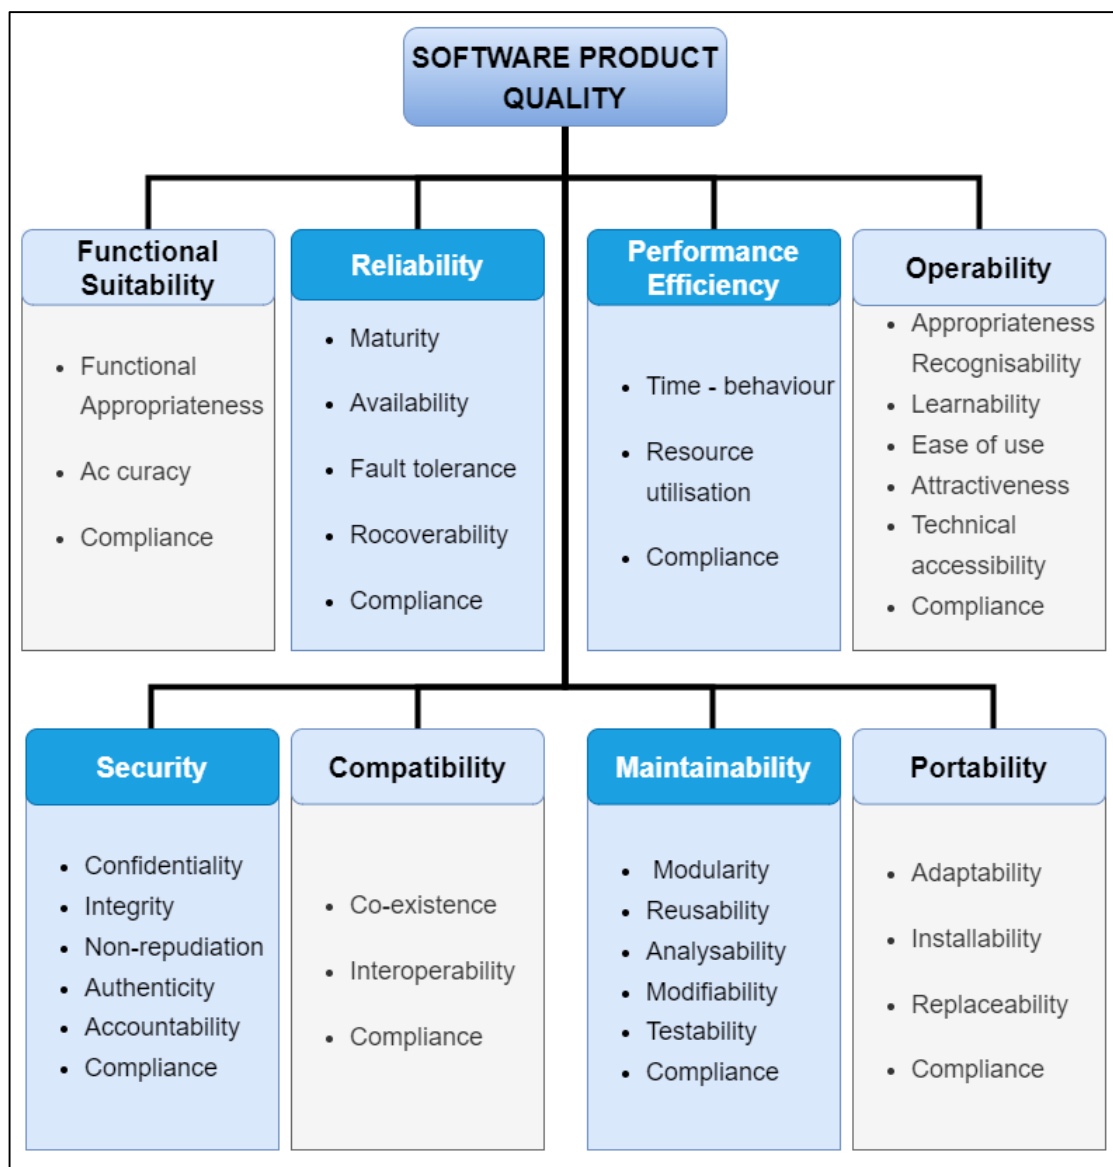 SOFTWARE PRODUCT
QUALITY
Functional
Suitability
Functional
Appropriateness
Ac curacy
Compliance
Reliability
Maturity
Availability
Fault tolerance
Rocoverability
Compliance
Performance
Efficiency
Time - behaviour
Resource
utilisation
Compliance
Operability
Appropriateness
Recognisability
Learnability
Ease of use
Attractiveness
Technical
accessibility
Compliance
Security
Confidentiality
Integrity
Non-repudiation
Authenticity
Accountability
Compliance
Compatibility
Co-existence
Interoperability
Compliance
Maintainability
Modularity
Reusability
Analysability
Modifiability
Testability
Compliance
Portability
Adaptability
Installability
Replaceability
Compliance